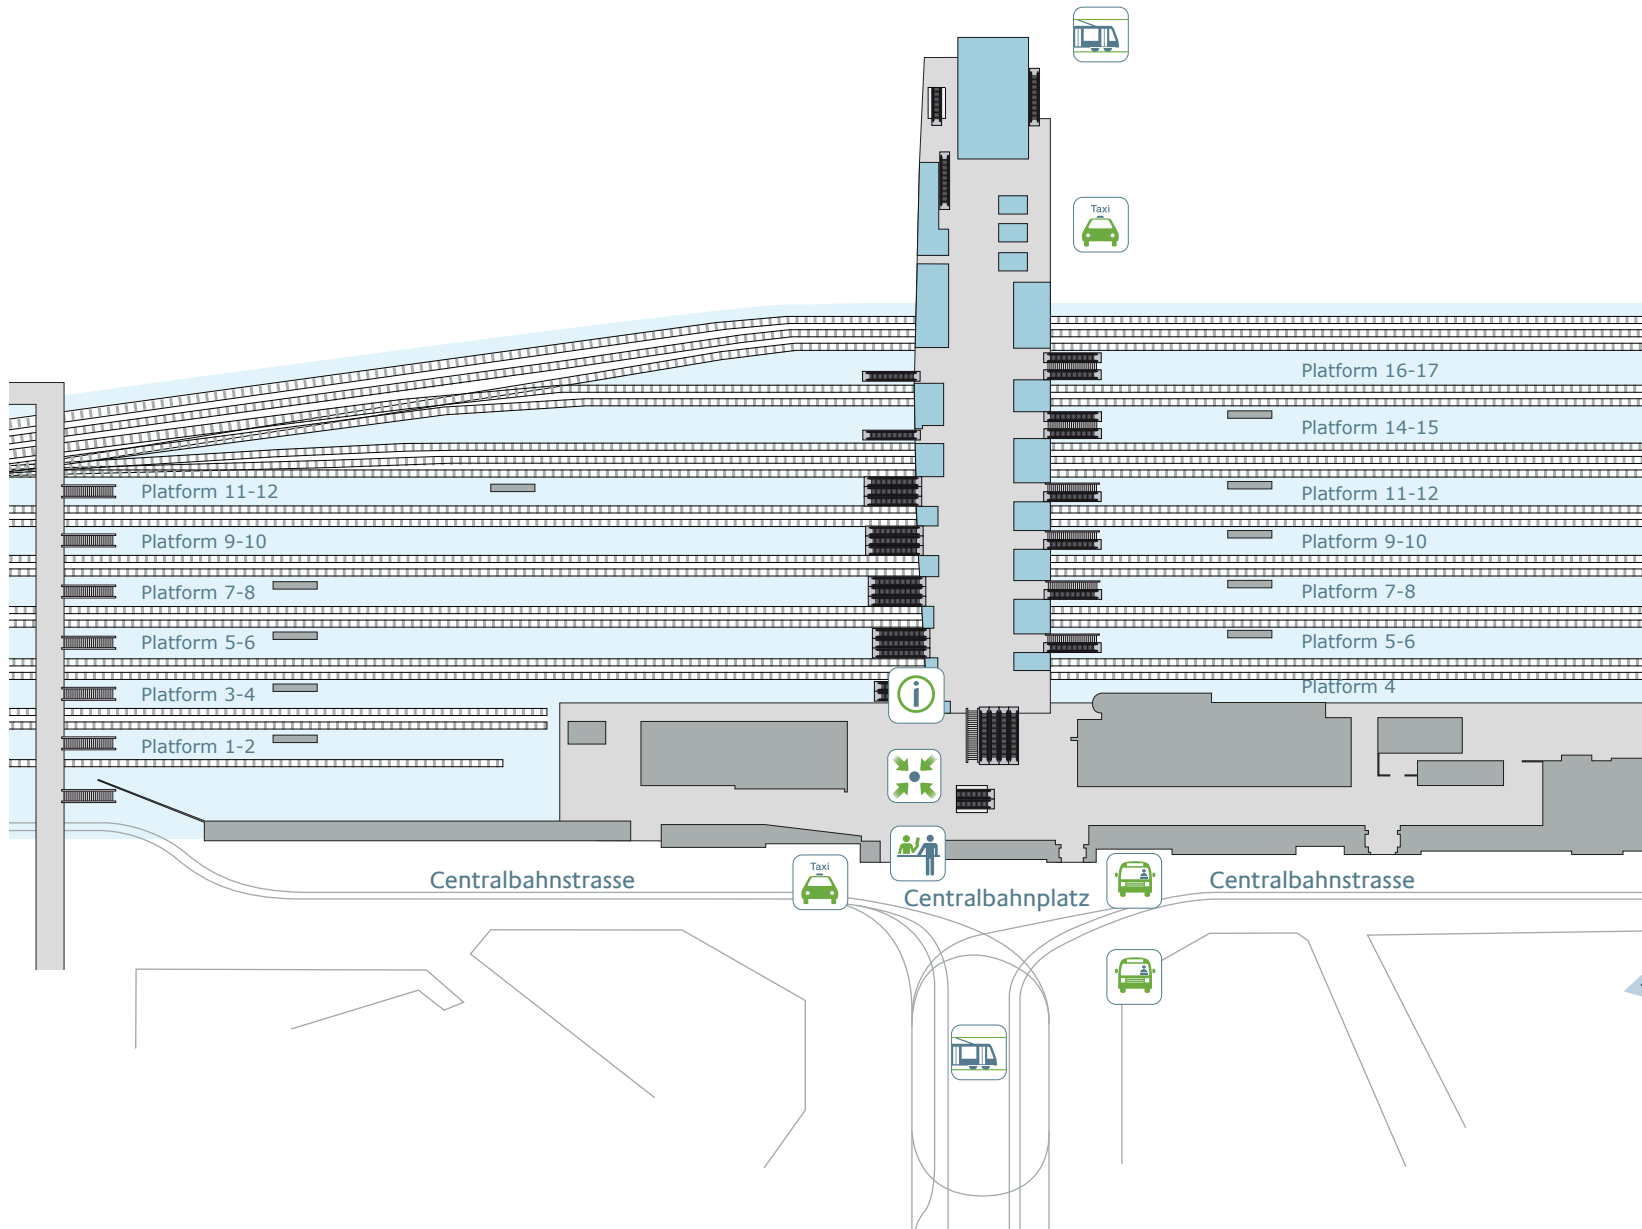 Taxi
Platform 16-17
Platform 14-15
Platform 11-12
Platform 11-12
Platform 9-10
Platform 9-10
Platform 7-8
Platform 7-8
Platform 5-6
Platform 5-6
Platform 3-4
Platform 4
i
Platform 1-2
Taxi
Centralbahnstrasse
Centralbahnplatz
Centralbahnstrasse